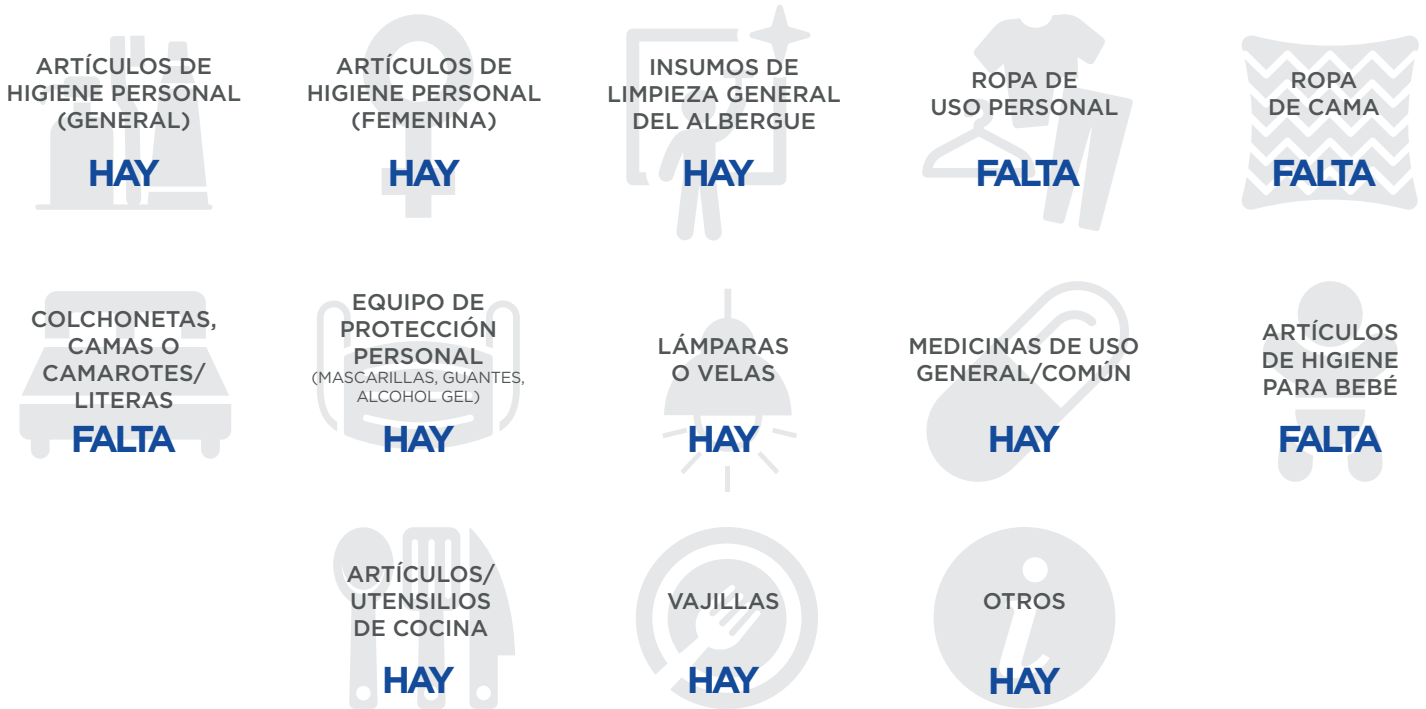 ARTÍCULOS DE
HIGIENE PERSONAL
(GENERAL)
HAY
ARTÍCULOS DE
HIGIENE PERSONAL
(FEMENINA)
HAY
INSUMOS DE
LIMPIEZA GENERAL
DEL ALBERGUE
HAY
ROPA DE
USO PERSONAL
FALTA
ROPA
DE CAMA
FALTA
COLCHONETAS,
CAMAS O
CAMAROTES/
LITERAS
FALTA
EQUIPO DE
PROTECCIÓN
PERSONAL
(MASCARILLAS, GUANTES,
ALCOHOL GEL)
HAY
LÁMPARAS
O VELAS
HAY
MEDICINAS DE USO
GENERAL/COMÚN
HAY
ARTÍCULOS
DE HIGIENE
PARA BEBÉ
FALTA
ARTÍCULOS/
UTENSILIOS
DE COCINA
HAY
VAJILLAS
HAY
OTROS
HAY